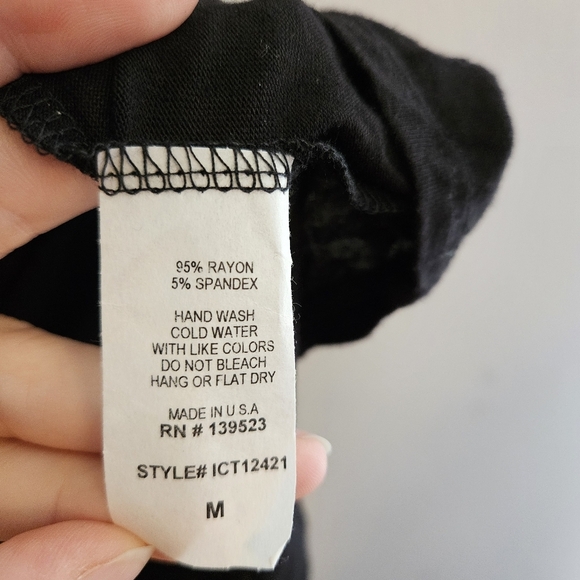 95% RAYON
5% SPANDEX
HAND WASH
COLD WATER
WITH LIKE COLORS
DO NOT BLEACH
HANG OR FLAT DRY
MADE IN U.S.A
RN # 139523
STYLE# ICT12421
M